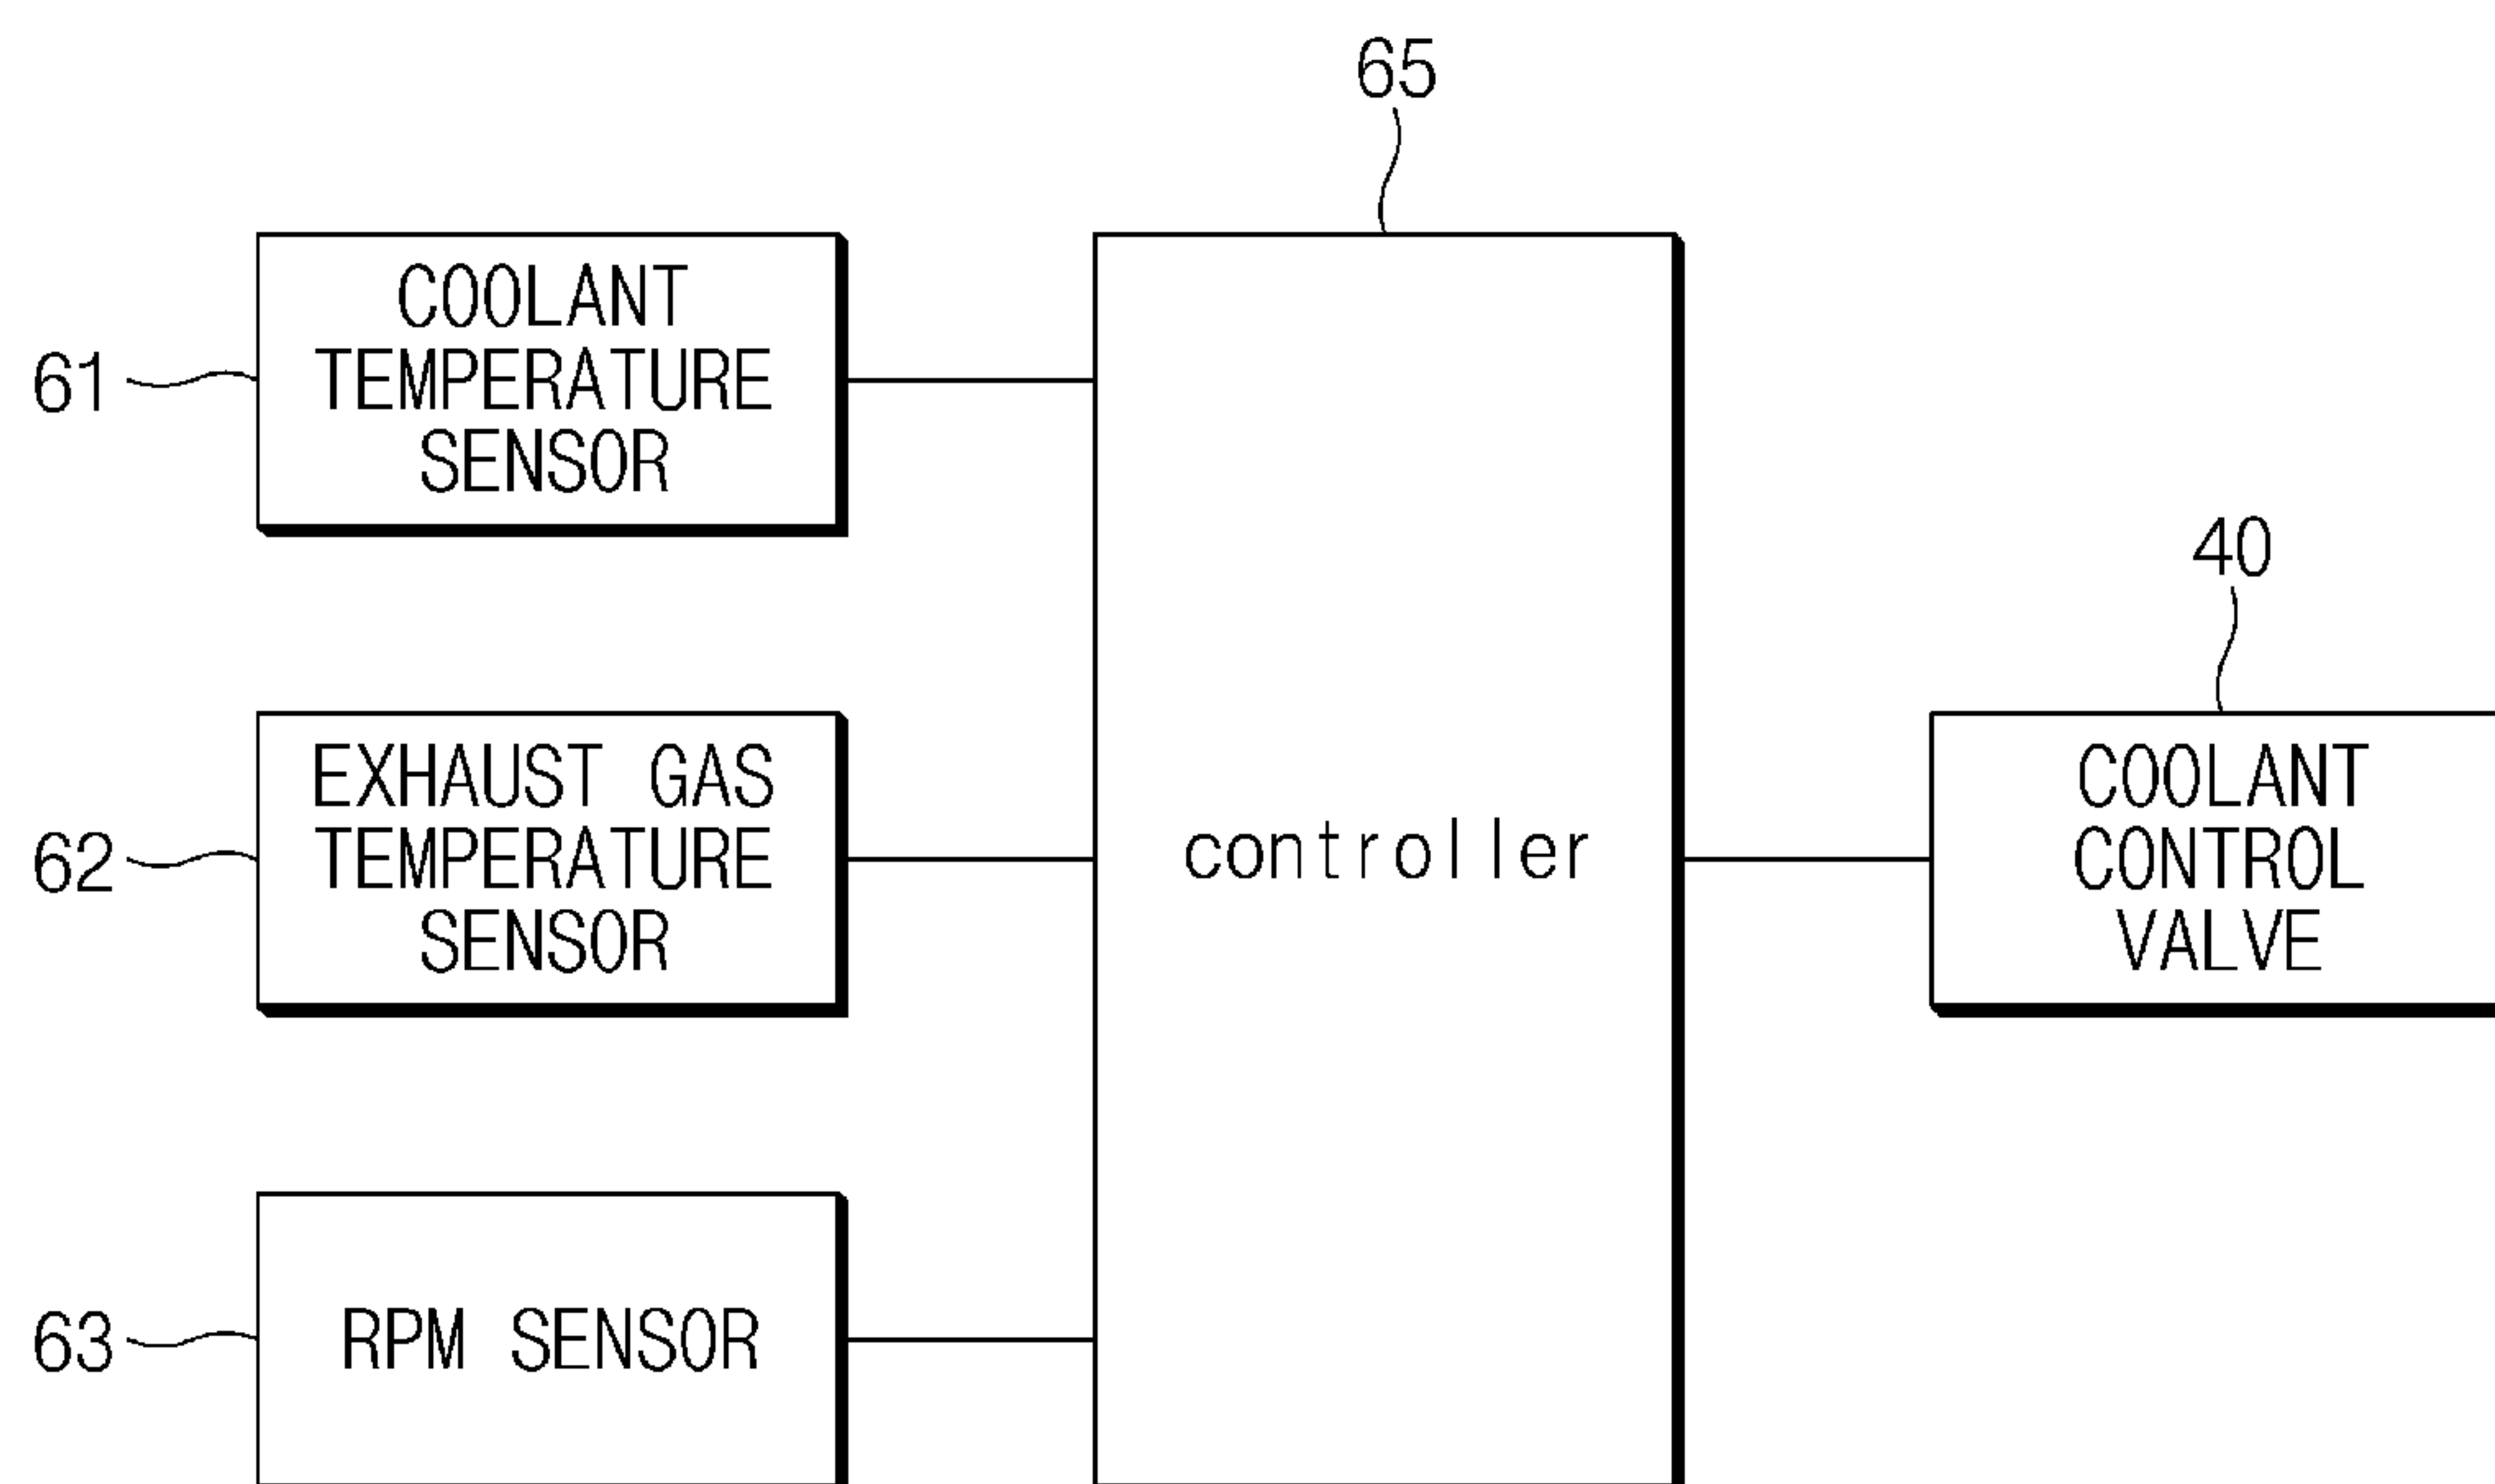 65
COOLANT
TEMPERATURE
SENSOR
61
40
EXHAUST GAS
TEMPERATURE
SENSOR
62
controller
COOLANT
CONTROL
VALVE
63
RPM SENSOR